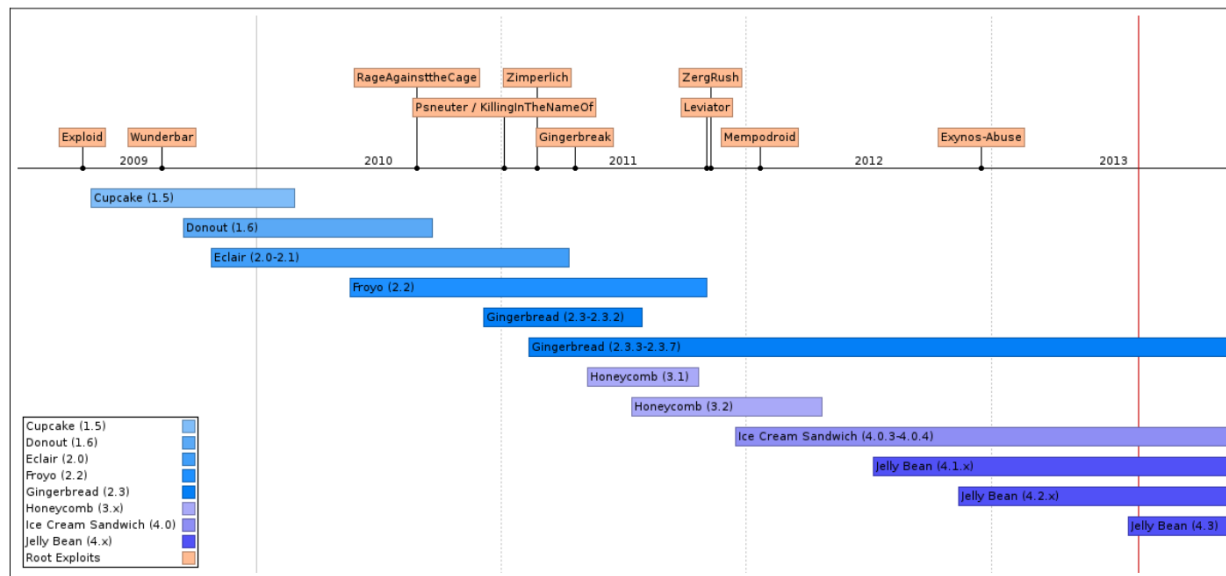 RageAgainsttheCage
Zimperlich
ZergRush
Psneuter / KillingInTheNameOf
Leviator
Exploid
Wunderbar
Gingerbreak
Mempodroid
Exynos-Abuse
2009
2010
2011
2012
2013
Cupcake (1.5)
Donout (1.6)
Eclair (2.0-2.1)
Froyo (2.2)
Gingerbread (2.3-2.3.2)
Gingerbread (2.3.3-2.3.7)
Honeycomb (3.1)
Honeycomb (3.2)
Ice Cream Sandwich (4.0.3-4.0.4)
Jelly Bean (4.1.x)
Jelly Bean (4.2.x)
Jelly Bean (4.3)
Cupcake (1.5)
Donout (1.6)
Eclair (2.0)
Froyo (2.2)
Gingerbread (2.3)
Honeycomb (3.x)
Ice Cream Sandwich (4.0)
Jelly Bean (4.x)
Root Exploits